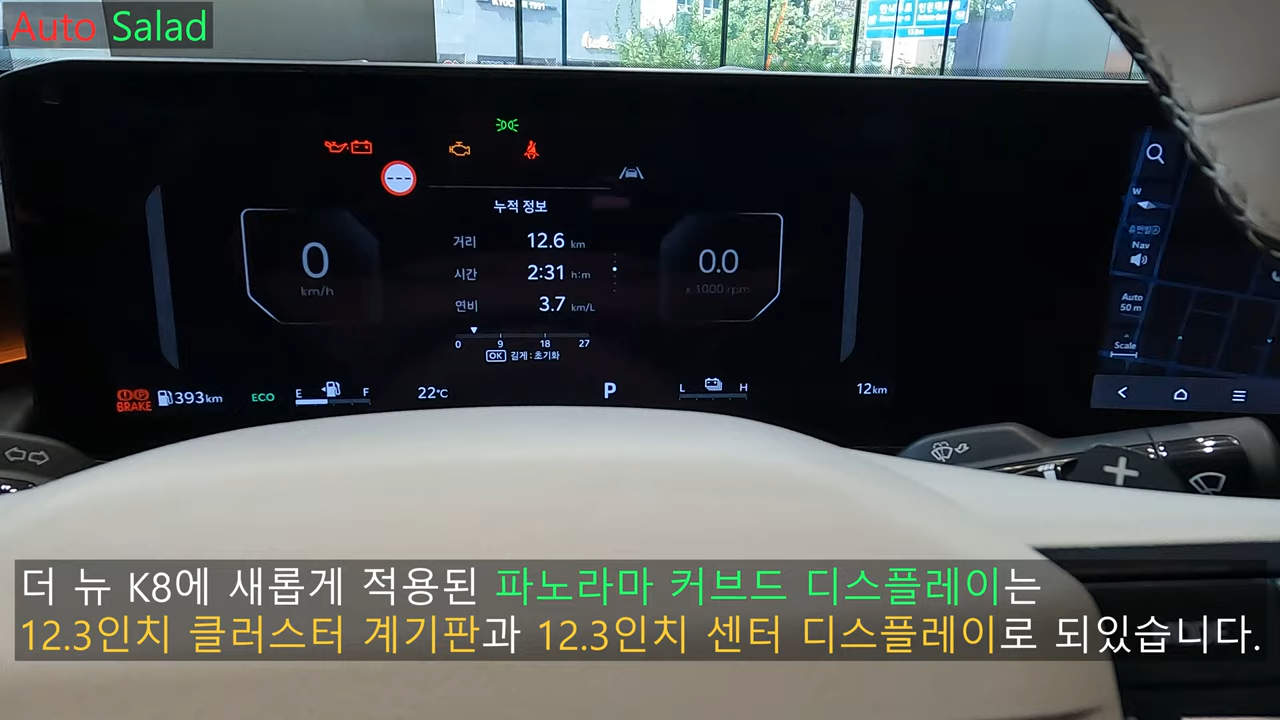 Auto Salad
누적 정보
거리 12.6 km
시간 2:31 h:m
연비 3.7 km/L
0 9 18 27
OK 길게 : 초기화
0
km/h
0.0
x 1000 rpm
BRAKE
393km
ECO
E F
22°C
P
L H
12km
W
Nav
Auto
50 m
Scale
더 뉴 K8에 새롭게 적용된 파노라마 커브드 디스플레이는
12.3인치 클러스터 계기판과 12.3인치 센터 디스플레이로 되있습니다.